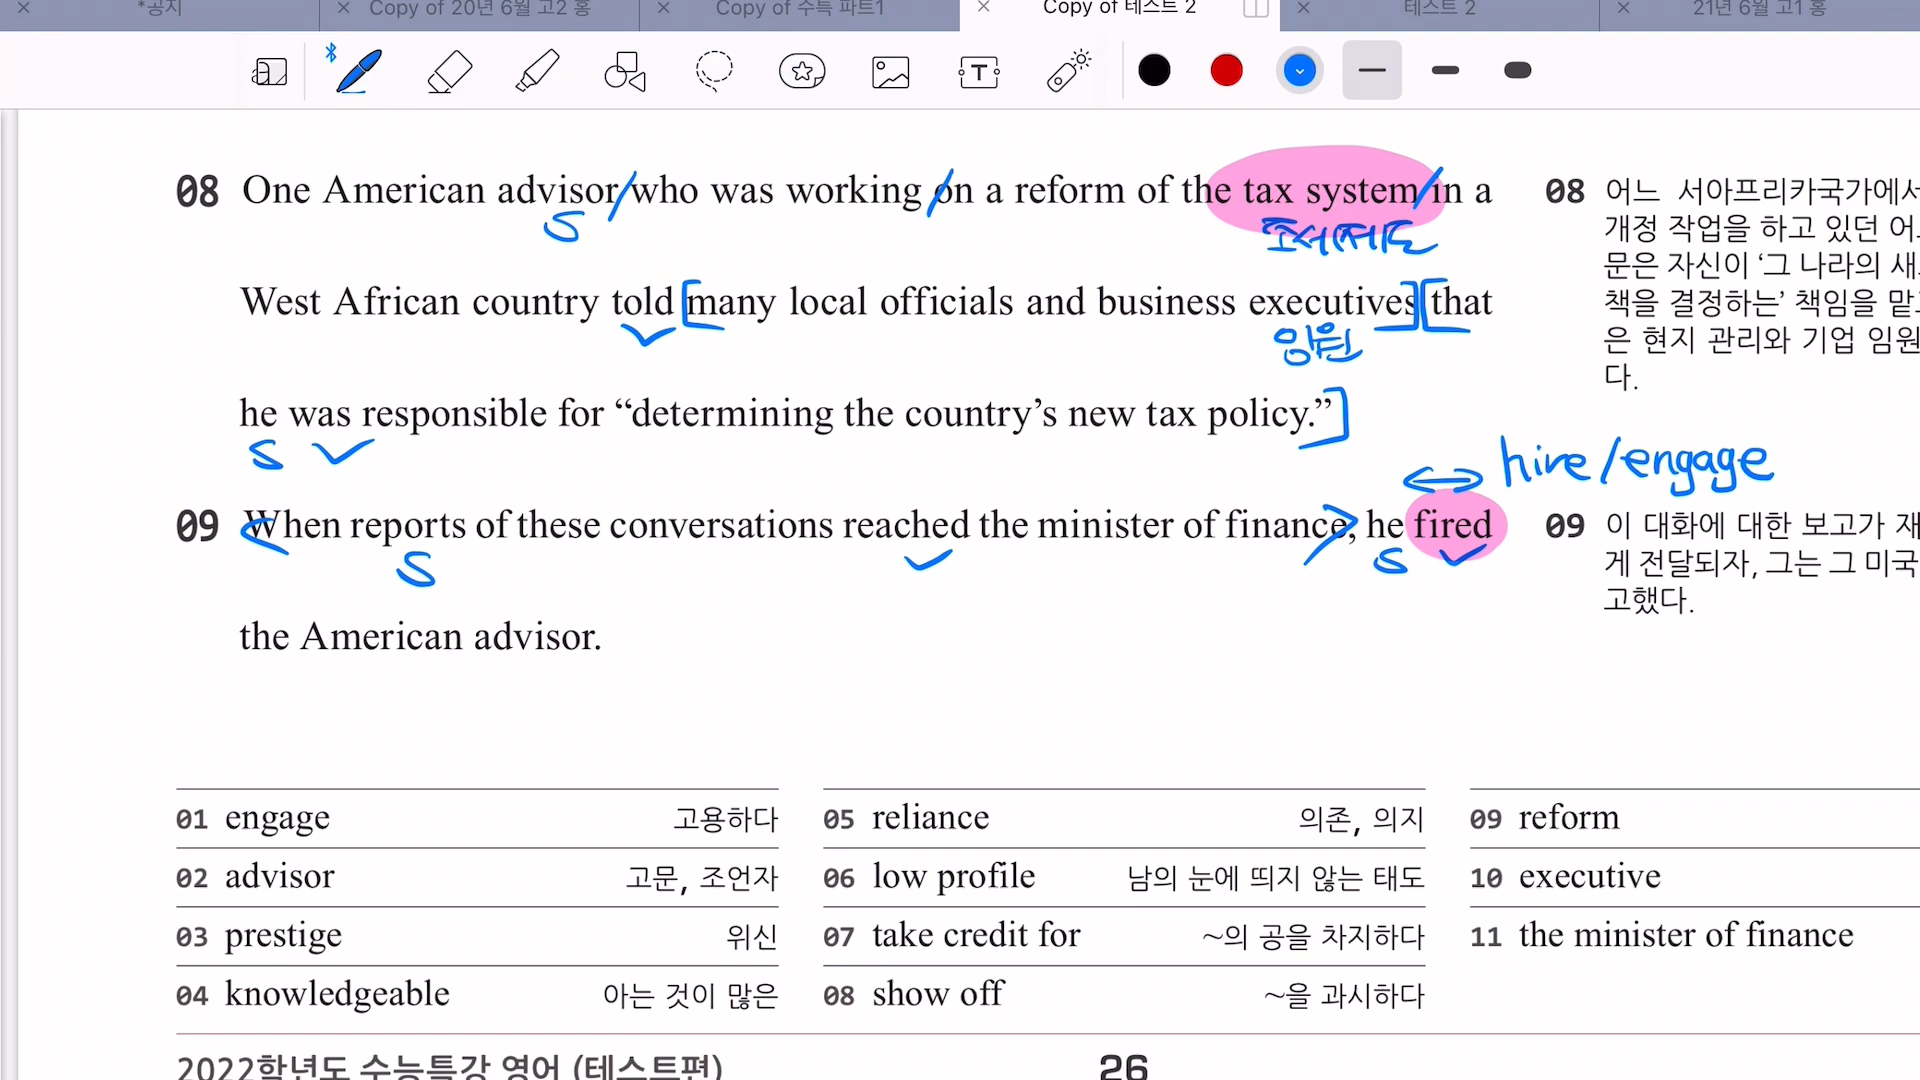 *공지
Copy of 20년 6월 고2 홍
Copy of 수특 파트1
Copy of 테스트 2
테스트 2
21년 6월 고1 홍
T
08 One American advisor who was working on a reform of the tax system in a
S
조세제도
West African country told many local officials and business executives that
임원
he was responsible for “determining the country’s new tax policy.”
S
hire/engage
09 When reports of these conversations reached the minister of finance, he fired
S
S
the American advisor.
08 어느 서아프리카국가에서
개정 작업을 하고 있던 어
문은 자신이 ‘그 나라의 새
책을 결정하는’ 책임을 맡
은 현지 관리와 기업 임원
다.
09 이 대화에 대한 보고가 재
게 전달되자, 그는 그 미국
고했다.
01 engage 고용하다
02 advisor 고문, 조언자
03 prestige 위신
04 knowledgeable 아는 것이 많은
05 reliance 의존, 의지
06 low profile 남의 눈에 띄지 않는 태도
07 take credit for ~의 공을 차지하다
08 show off ~을 과시하다
09 reform
10 executive
11 the minister of finance
2022학년도 수능특강 영어 (테스트편)
26